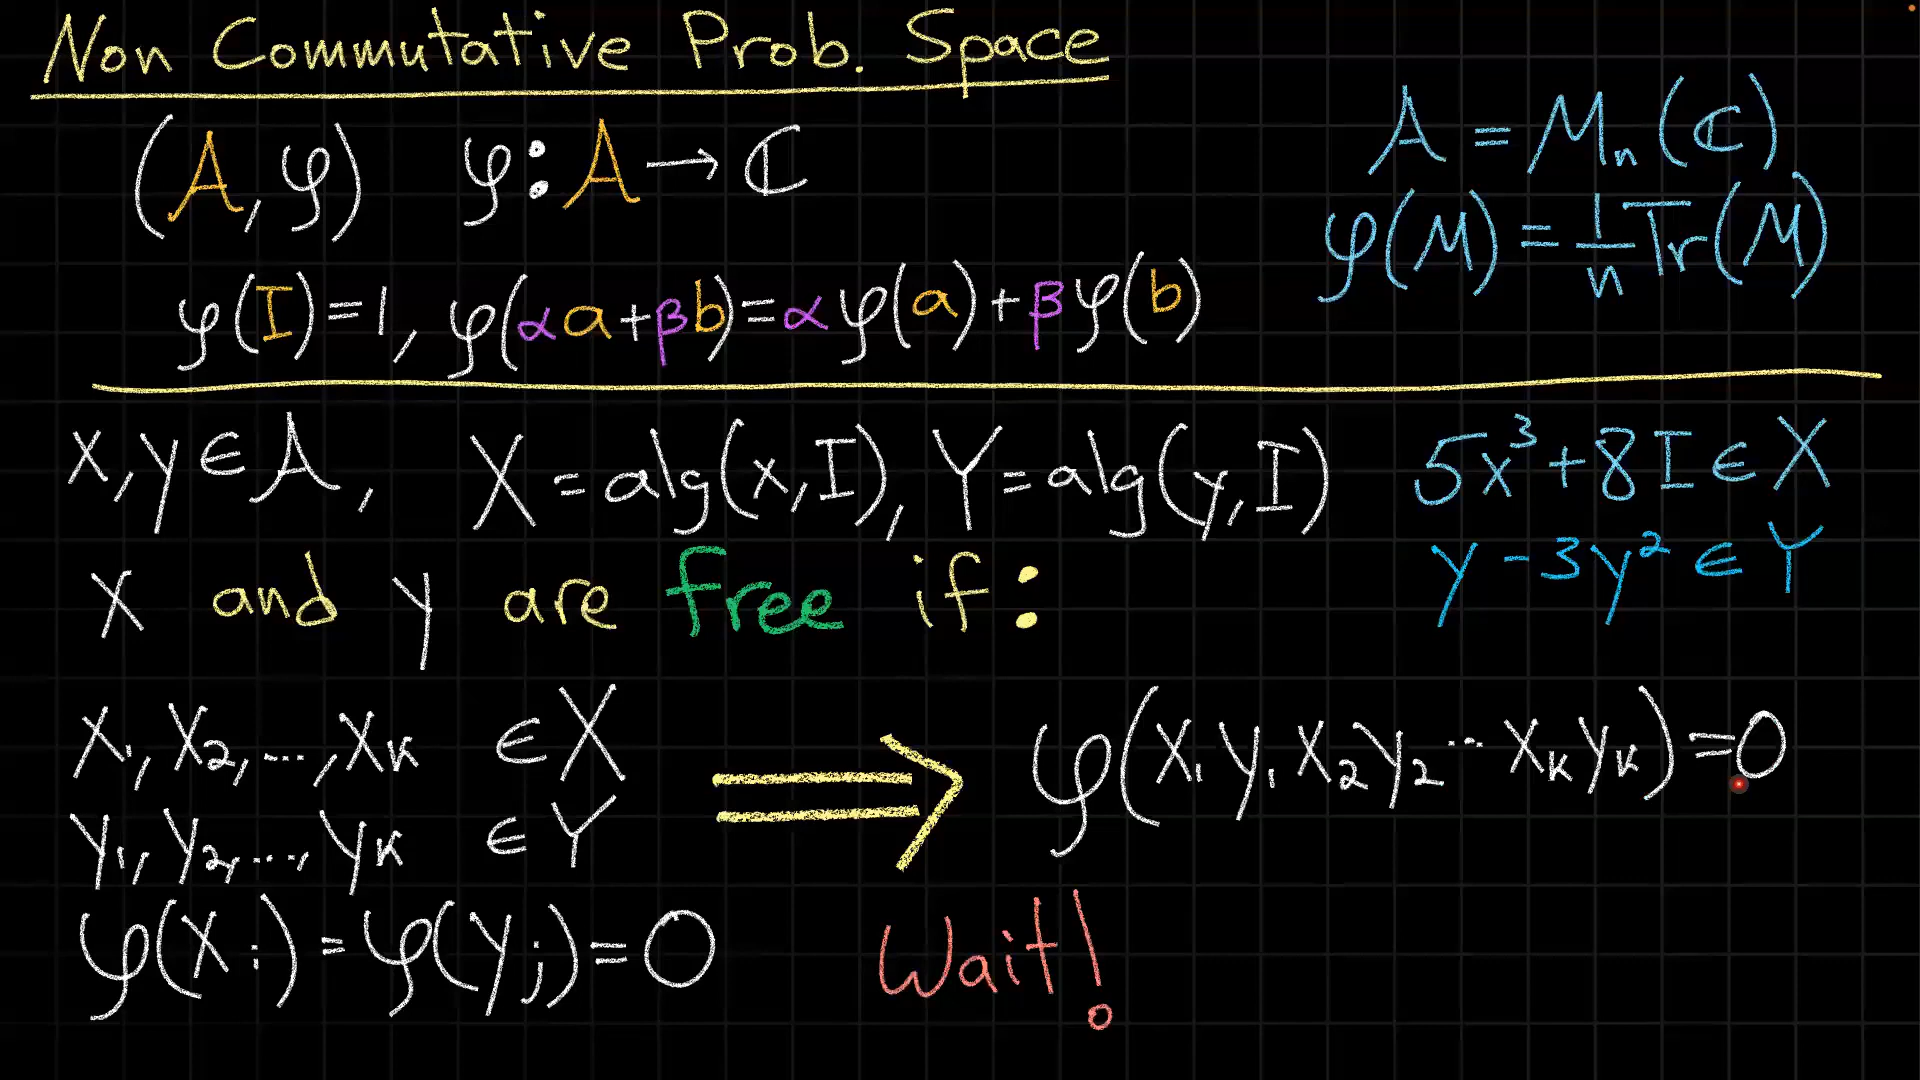 Non Commutative Prob. Space
(A, φ) φ: A → ℂ
A = Mₙ(ℂ)
φ(M) = 1/n Tr(M)
φ(I) = 1, φ(αa + βb) = αφ(a) + βφ(b)
x, y ∈ A, X = alg(x, I), Y = alg(y, I)
5x³ + 8I ∈ X
y - 3y² ∈ Y
x and y are free if:
x₁, x₂, ..., xₖ ∈ X
y₁, y₂, ..., yₖ ∈ Y
φ(xᵢ) = φ(yⱼ) = 0
⟹ φ(x₁y₁x₂y₂...xₖyₖ) = 0
Wait!